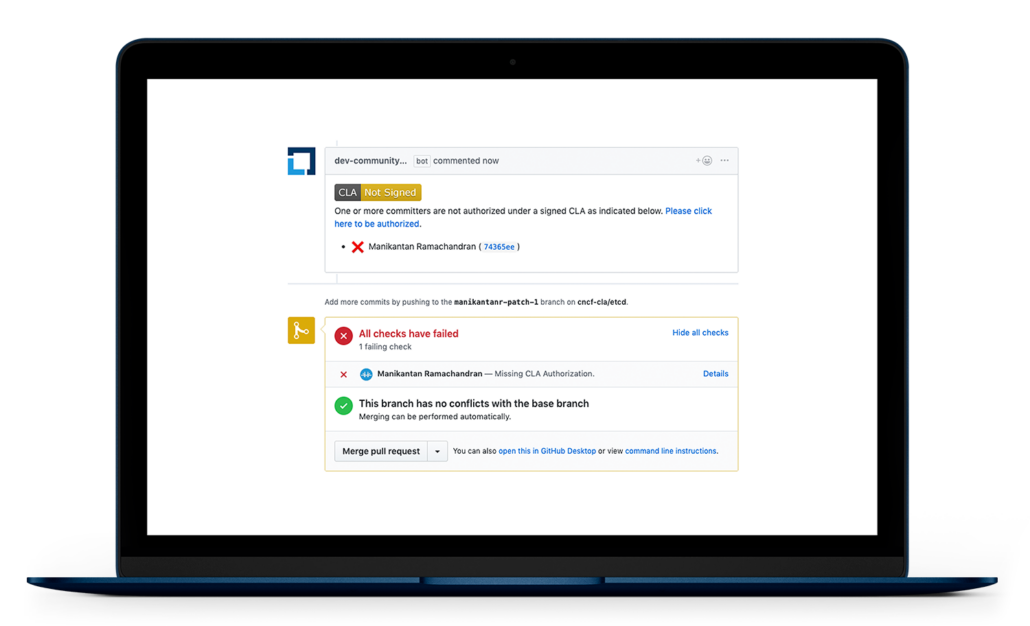 dev-community... bot commented now
CLA Not Signed
One or more committers are not authorized under a signed CLA as indicated below. Please click
here to be authorized.
• ❌ Manikantan Ramachandran ( 74365ee )
Add more commits by pushing to the manikantanr-patch-1 branch on cncf-cla/etcd.
All checks have failed
Hide all checks
1 failing check
Manikantan Ramachandran — Missing CLA Authorization.
Details
This branch has no conflicts with the base branch
Merging can be performed automatically.
Merge pull request
You can also open this in GitHub Desktop or view command line instructions.